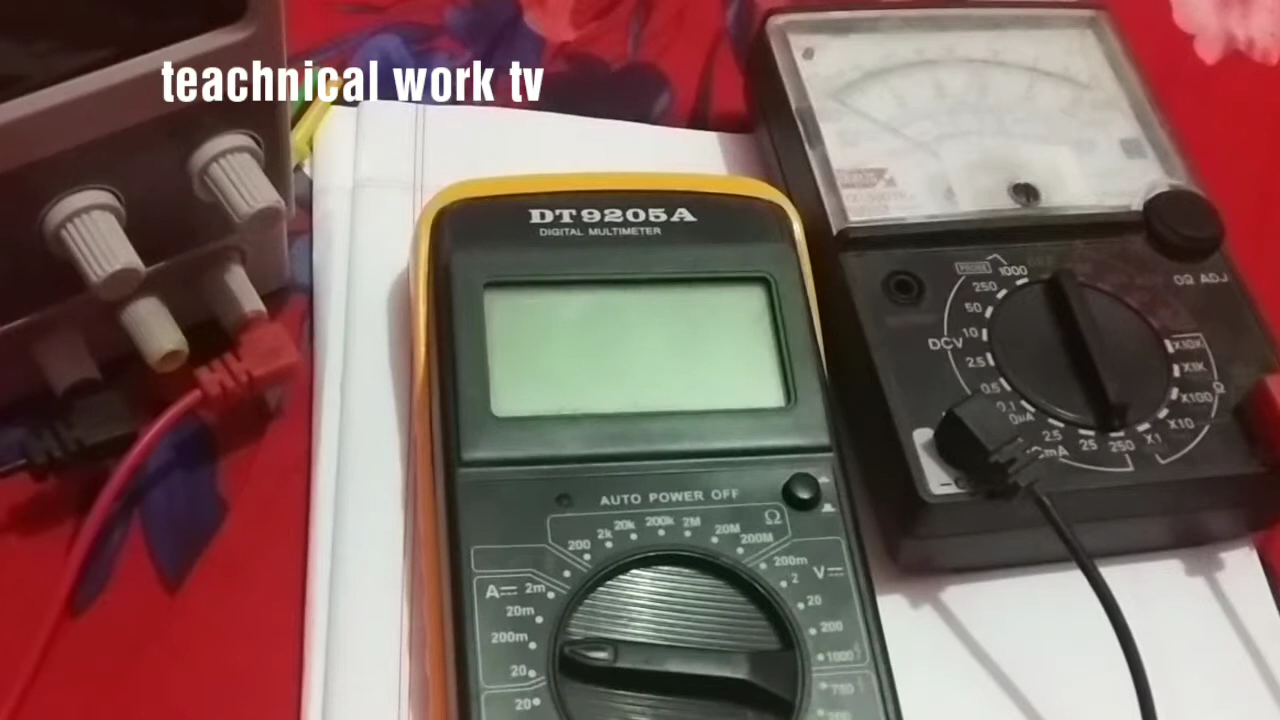 teachnical work tv
DT9205A
DIGITAL MULTIMETER
AUTO POWER OFF
200
2k
20k
200k
2M
20M
200M
Ω
A
2m
20m
200m
20
20
200m
V
2
20
200
1000
PROBE
1000
250
50
10
DCV
2.5
0.5
0.1
0Ω ADJ
X10K
X1K
X100
Ω
X10
X1
2.5
25
250